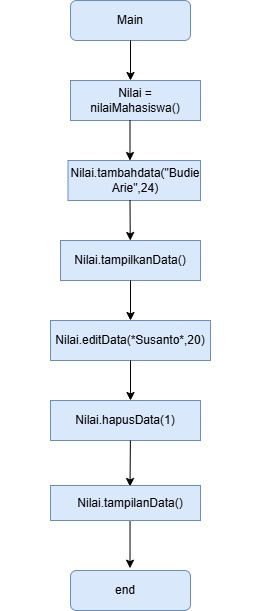 Main
Nilai =
nilaiMahasiswa()
Nilai.tambahdata("Budie
Arie",24)
Nilai.tampilkanData()
Nilai.editData(*Susanto*,20)
Nilai.hapusData(1)
Nilai.tampilanData()
end